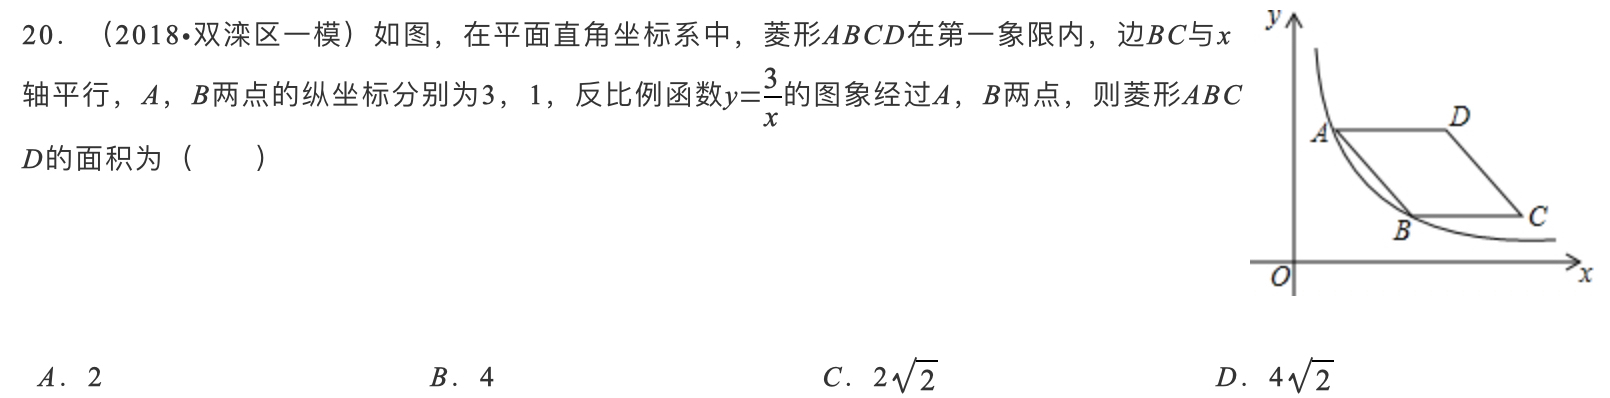 20. （2018•双滦区一模）如图，在平面直角坐标系中，菱形ABCD在第一象限内，边BC与x
轴平行，A，B两点的纵坐标分别为3，1，反比例函数y=\frac{3}{x}的图象经过A，B两点，则菱形ABC
D的面积为（　　）
y
A
D
B
C
O
x
A. 2
B. 4
C. 2√2
D. 4√2